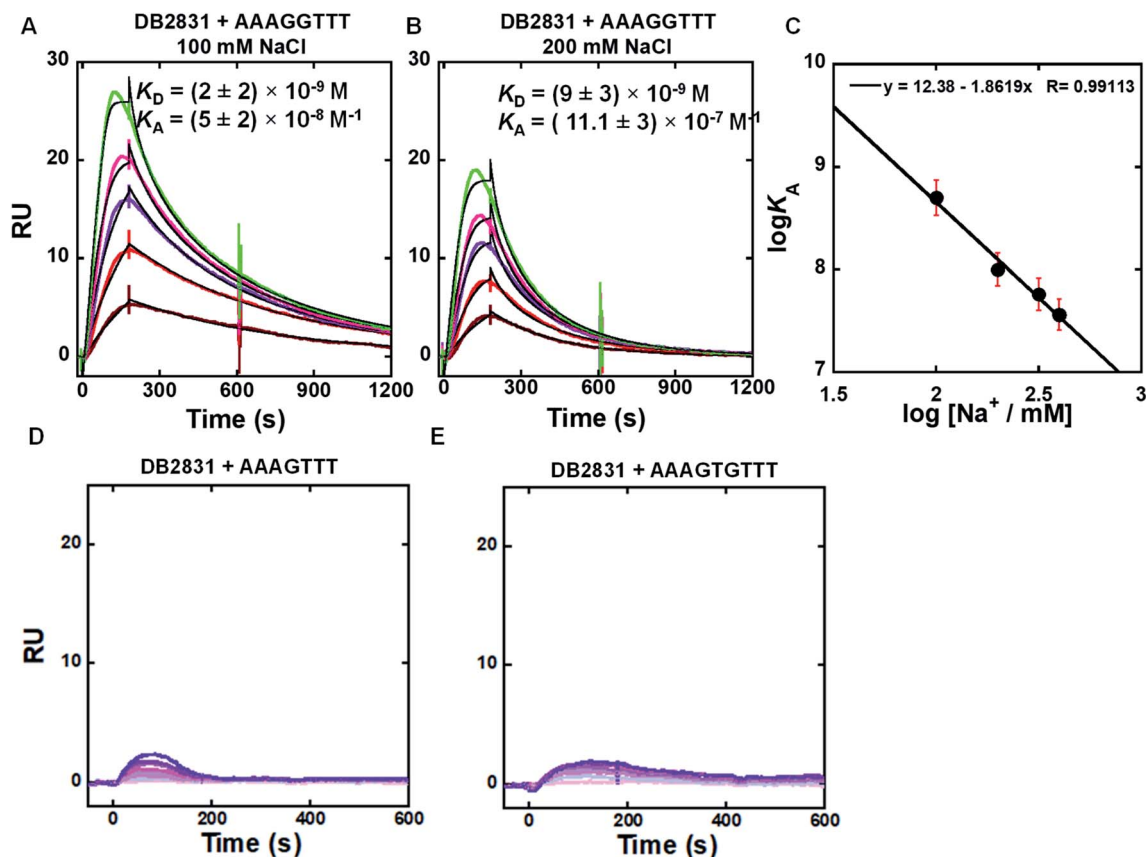 A
DB2831 + AAAGGTTT
100 mM NaCl
30
20
10
0
RU
K_D = (2 ± 2) × 10⁻⁹ M
K_A = (5 ± 2) × 10⁻⁸ M⁻¹
0 300 600 900 1200
Time (s)
B
DB2831 + AAAGGTTT
200 mM NaCl
K_D = (9 ± 3) × 10⁻⁹ M
K_A = ( 11.1 ± 3) × 10⁻⁷ M⁻¹
0 300 600 900 1200
Time (s)
C
10
9
8
7
logK_A
y = 12.38 - 1.8619x R= 0.99113
1.5 2 2.5 3
log [Na⁺ / mM]
D
DB2831 + AAAGTTT
20
10
0
RU
0 200 400 600
Time (s)
E
DB2831 + AAAGTGTTT
20
10
0
0 200 400 600
Time (s)